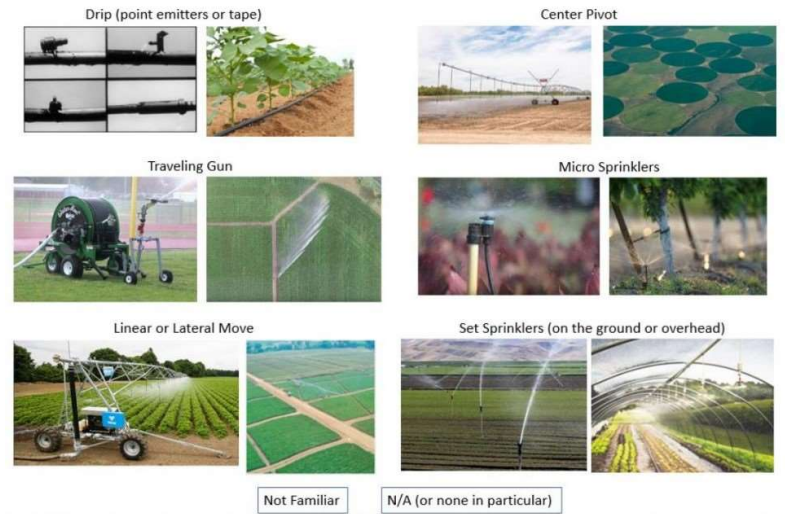 Drip (point emitters or tape)
Center Pivot
Traveling Gun
Micro Sprinklers
Linear or Lateral Move
Set Sprinklers (on the ground or overhead)
Not Familiar
N/A (or none in particular)